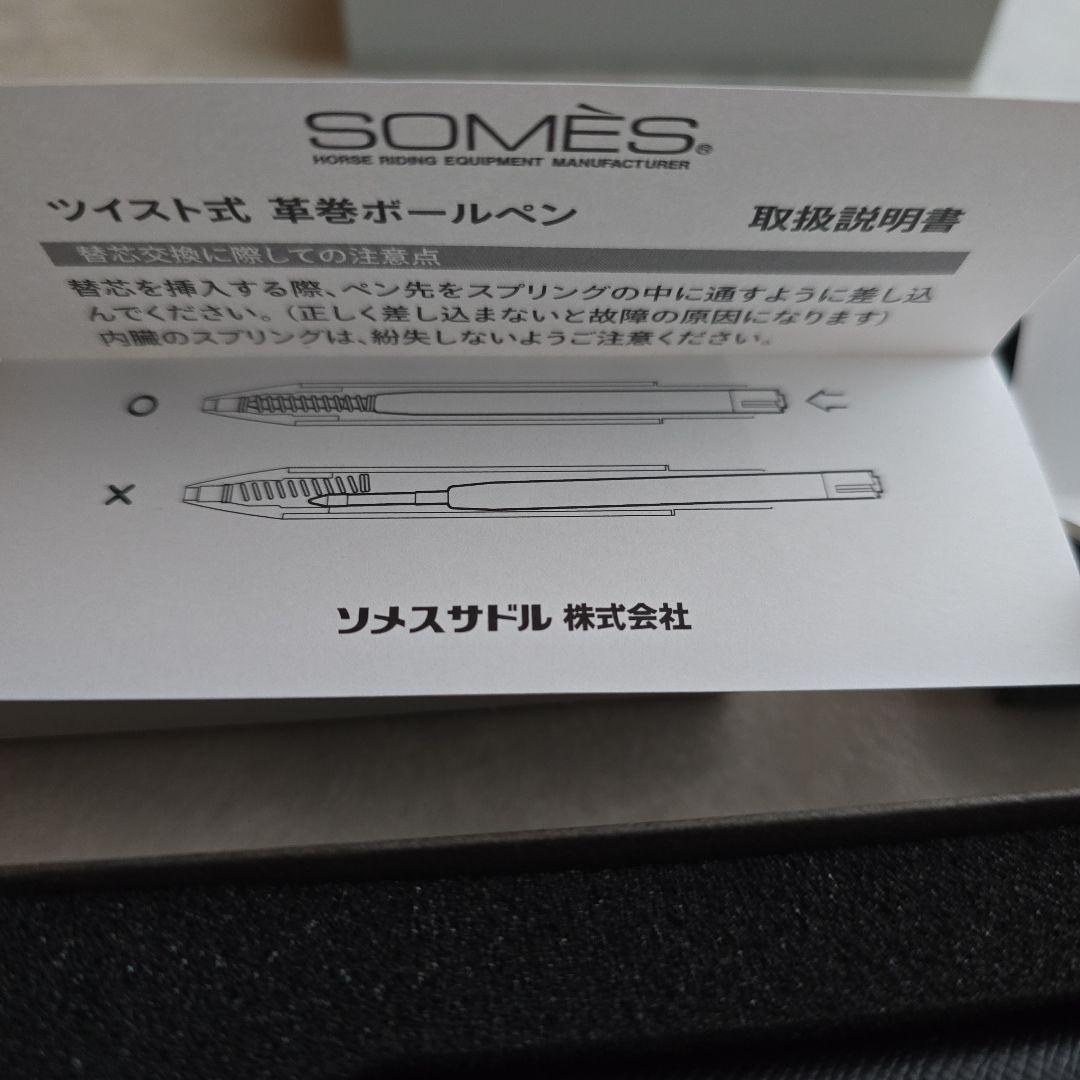 SOMÈS®
HORSE RIDING EQUIPMENT MANUFACTURER
ツイスト式 革巻ボールペン 取扱説明書
替芯交換に際しての注意点
替芯を挿入する際、ペン先をスプリングの中に通すように差し込
んでください。（正しく差し込まないと故障の原因になります）
内臓のスプリングは、紛失しないようご注意ください。
○
×
ソメスサドル 株式会社